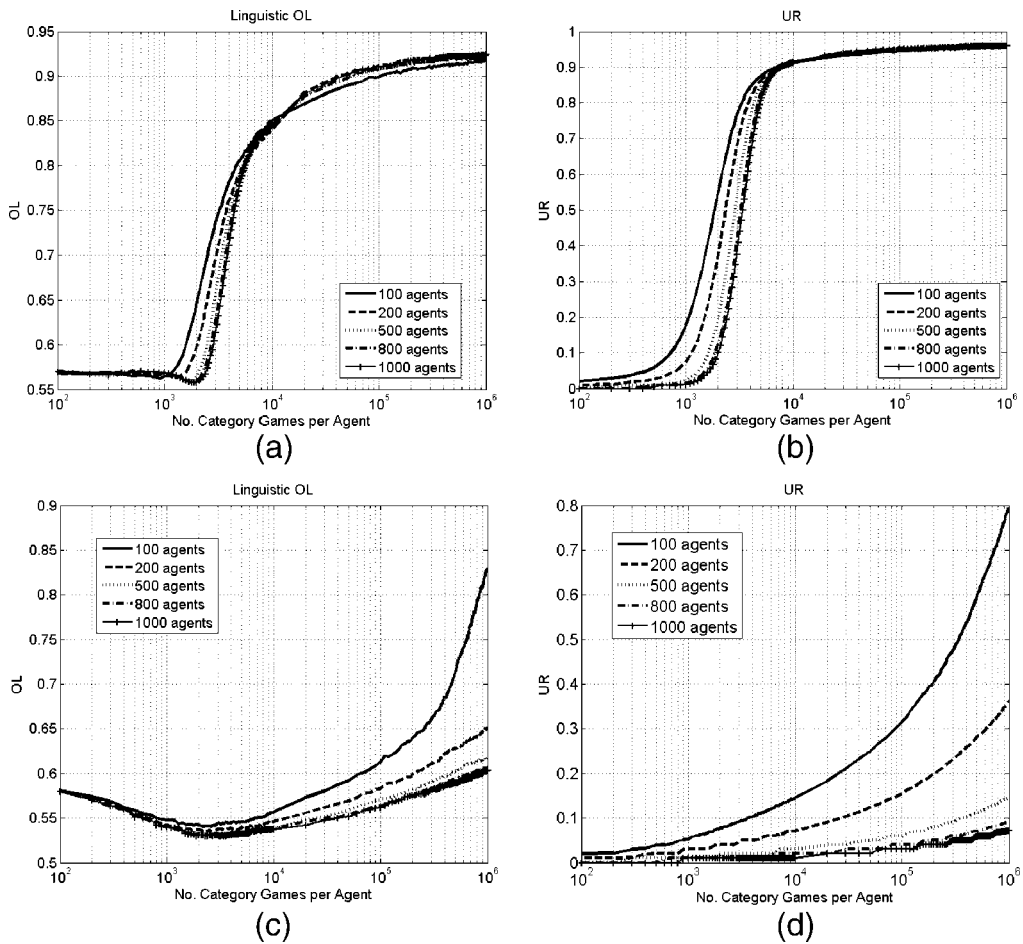 Linguistic OL
0.95
0.9
0.85
0.8
0.75
0.7
0.65
0.6
0.55
OL
10^2 10^3 10^4 10^5 10^6
No. Category Games per Agent
100 agents
200 agents
500 agents
800 agents
1000 agents
(a)
UR
1
0.9
0.8
0.7
0.6
0.5
0.4
0.3
0.2
0.1
0
UR
10^2 10^3 10^4 10^5 10^6
No. Category Games per Agent
100 agents
200 agents
500 agents
800 agents
1000 agents
(b)
Linguistic OL
0.9
0.85
0.8
0.75
0.7
0.65
0.6
0.55
0.5
OL
10^2 10^3 10^4 10^5 10^6
No. Category Games per Agent
100 agents
200 agents
500 agents
800 agents
1000 agents
(c)
UR
0.8
0.7
0.6
0.5
0.4
0.3
0.2
0.1
0
UR
10^2 10^3 10^4 10^5 10^6
No. Category Games per Agent
100 agents
200 agents
500 agents
800 agents
1000 agents
(d)